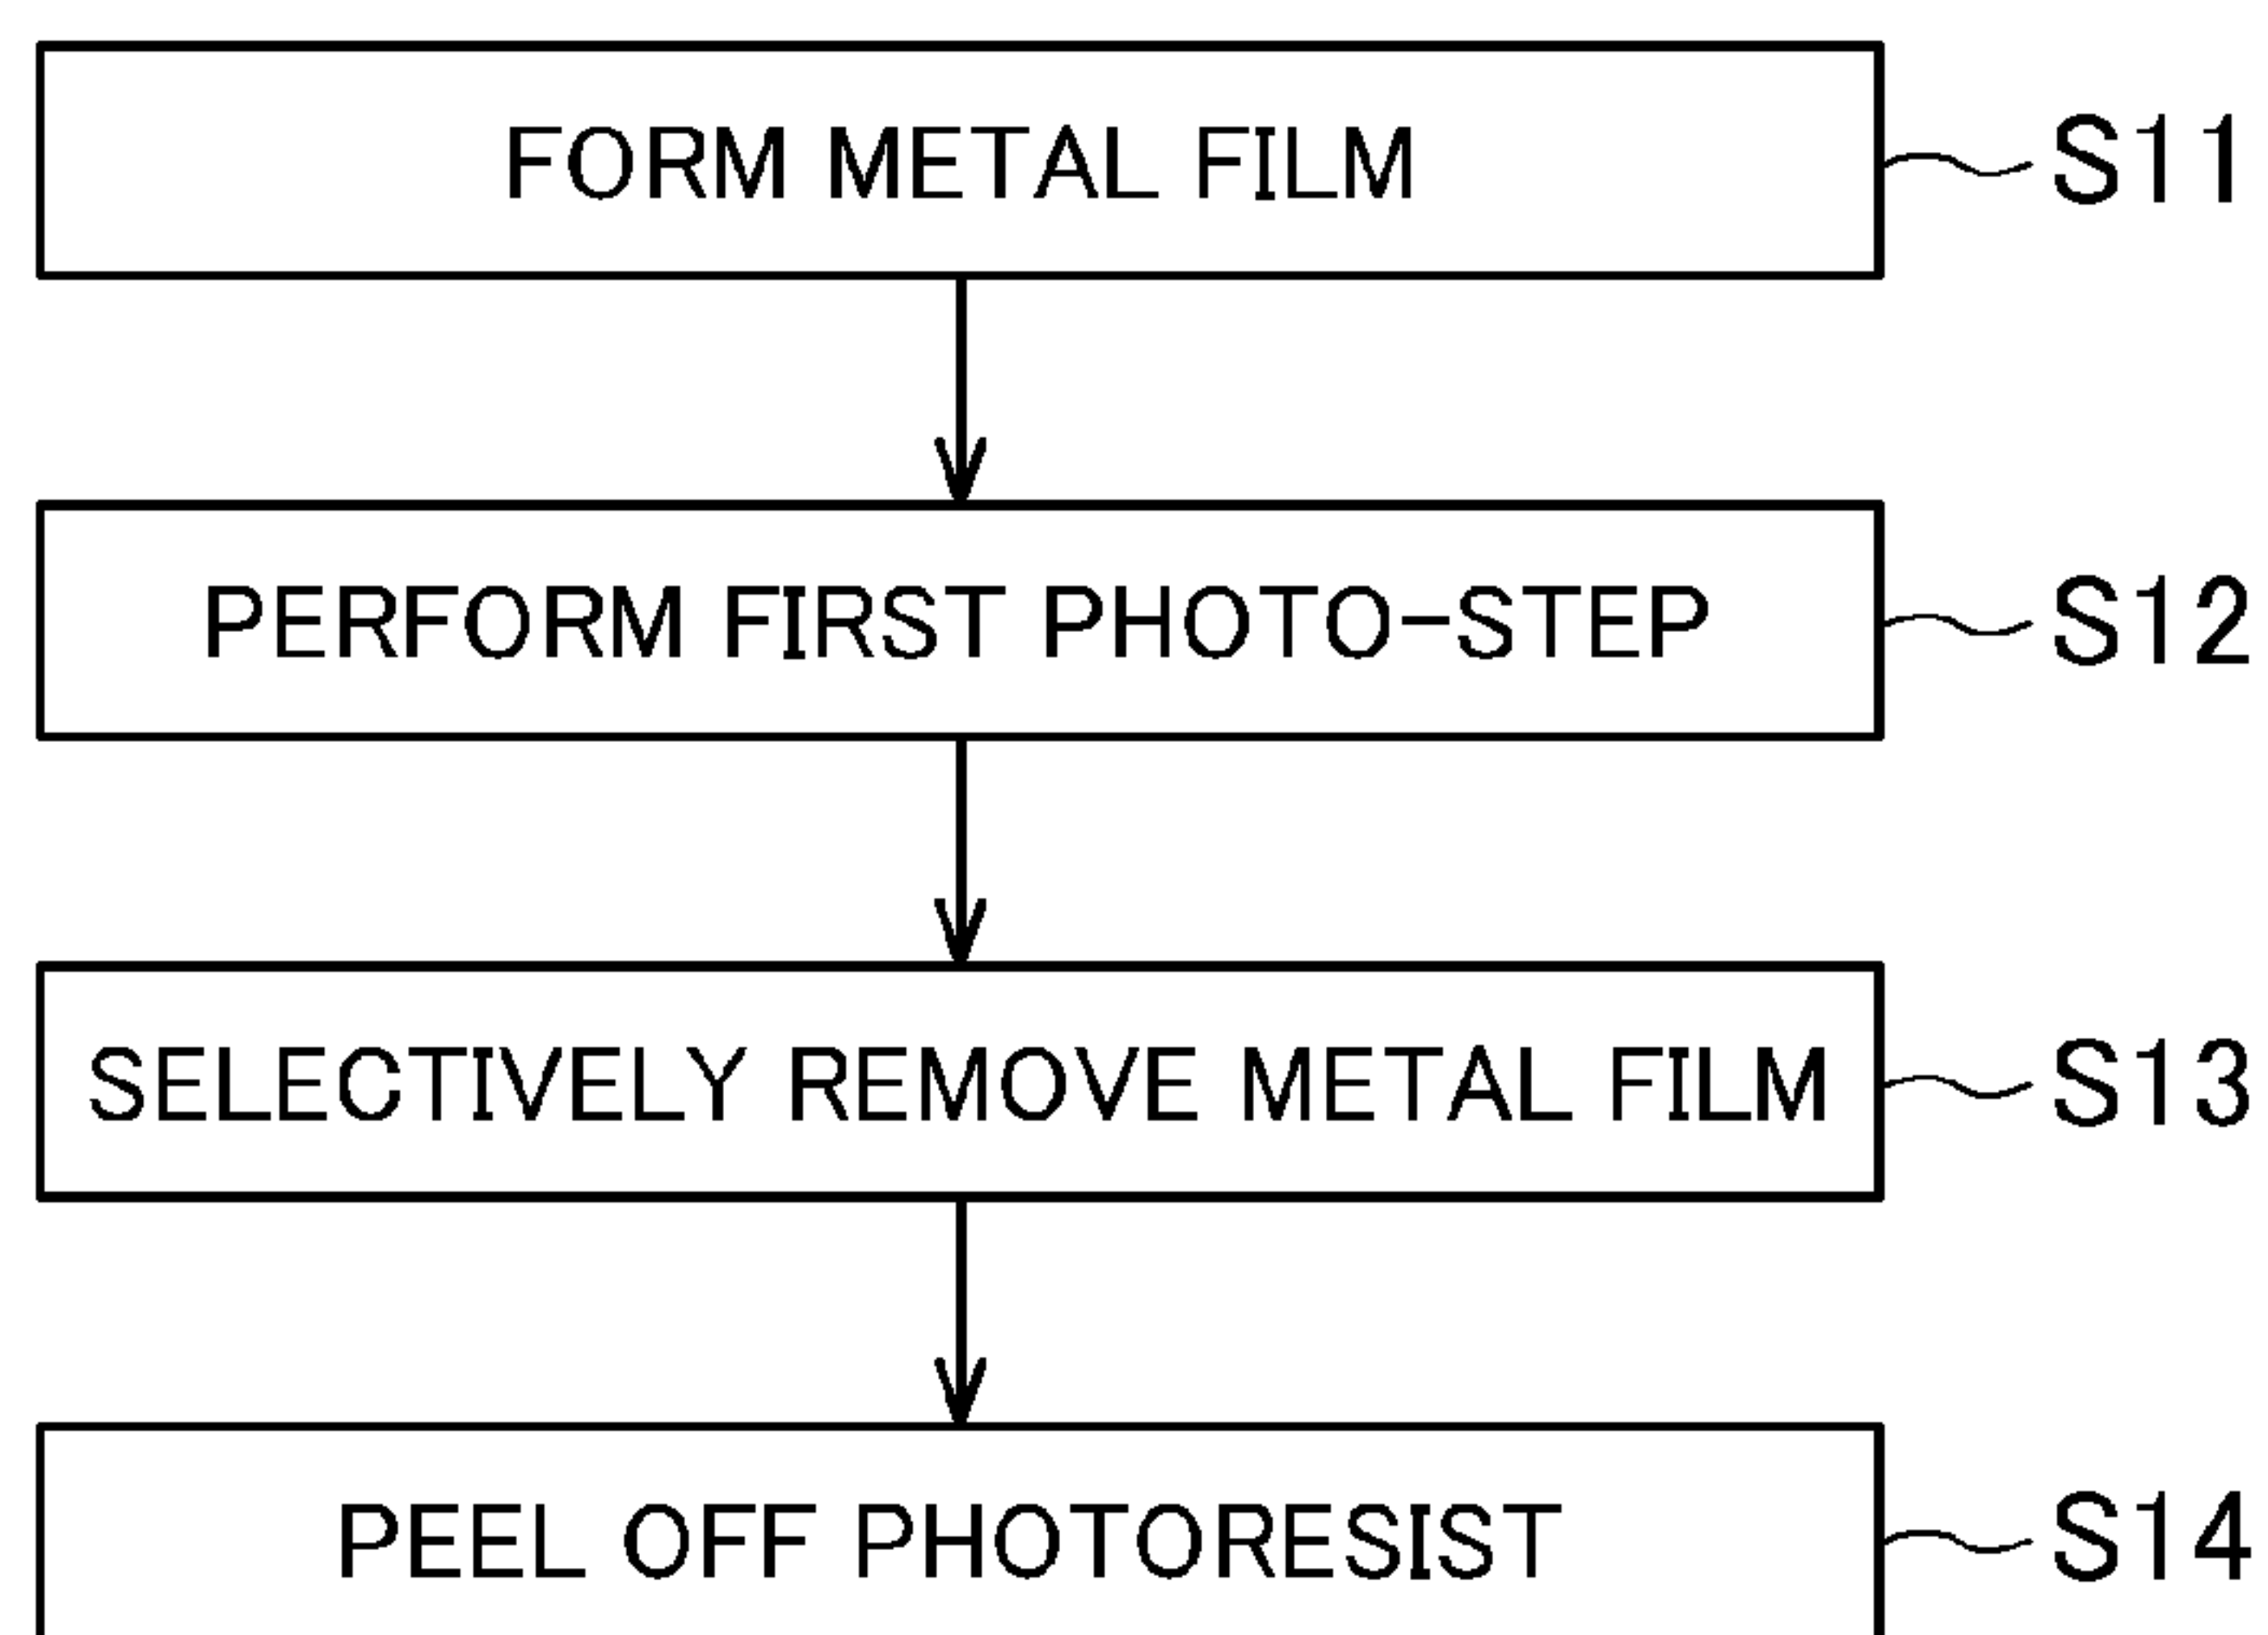 FORM METAL FILM S11
PERFORM FIRST PHOTO-STEP S12
SELECTIVELY REMOVE METAL FILM S13
PEEL OFF PHOTORESIST S14